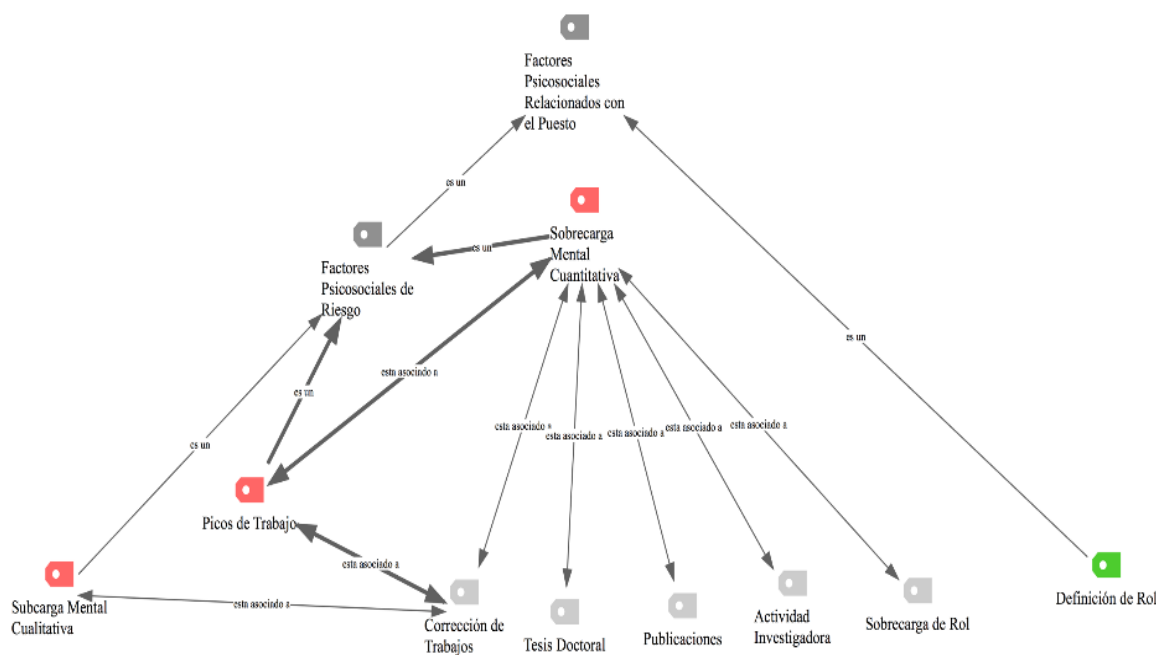 Factores
Psicosociales
Relacionados con
el Puesto
es un
Sobrecarga
Mental
Cuantitativa
es un
Factores
Psicosociales de
Riesgo
es un
esta asociado a
es un
es un
esta asociado a
esta asociado a
esta asociado a
esta asociado a
esta asociado a
Picos de Trabajo
esta asociado a
Subcarga Mental
Cualitativa
esta asociado a
Corrección de
Trabajos
Tesis Doctoral
Publicaciones
Actividad
Investigadora
Sobrecarga de Rol
Definición de Rol